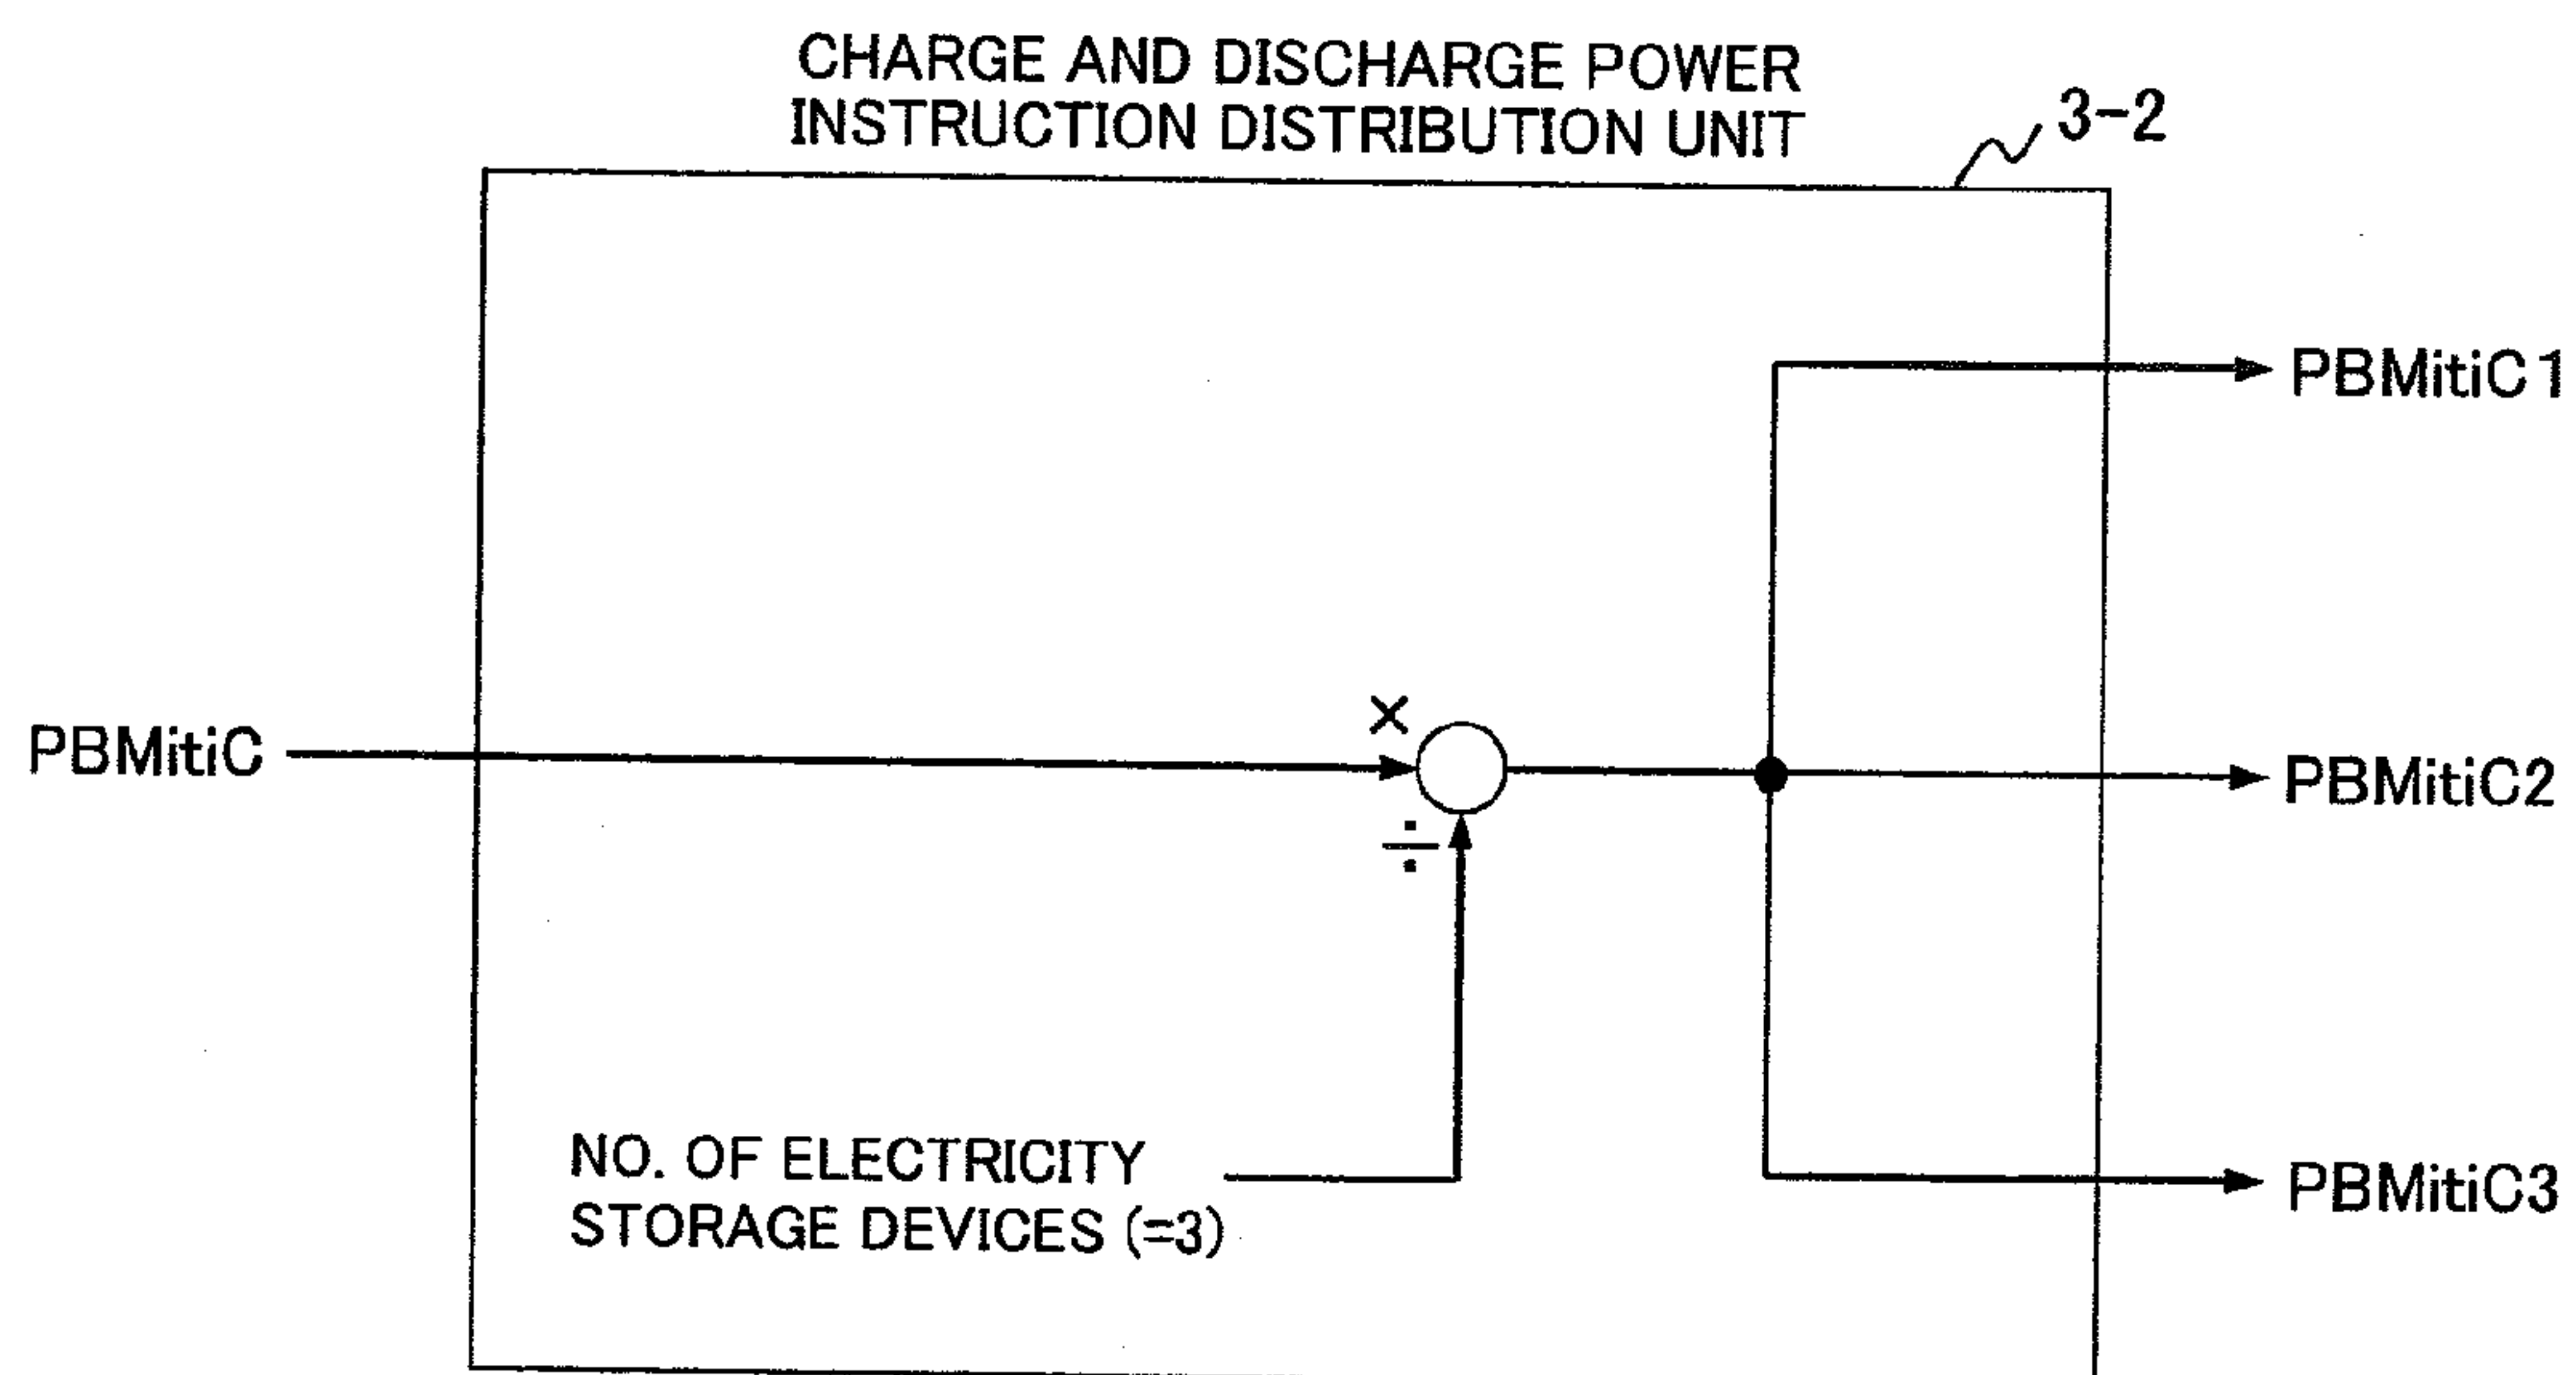 CHARGE AND DISCHARGE POWER
INSTRUCTION DISTRIBUTION UNIT
3-2
PBMitiC1
×
PBMitiC
PBMitiC2
÷
NO. OF ELECTRICITY
STORAGE DEVICES (=3)
PBMitiC3